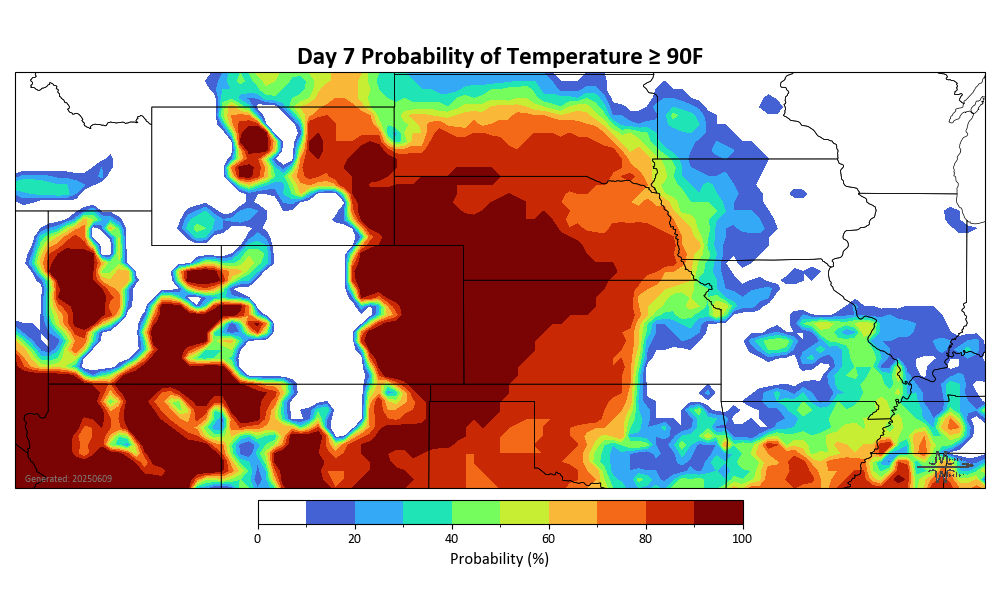 Day 7 Probability of Temperature ≥ 90F
Generated: 20250609
0 20 40 60 80 100
Probability (%)